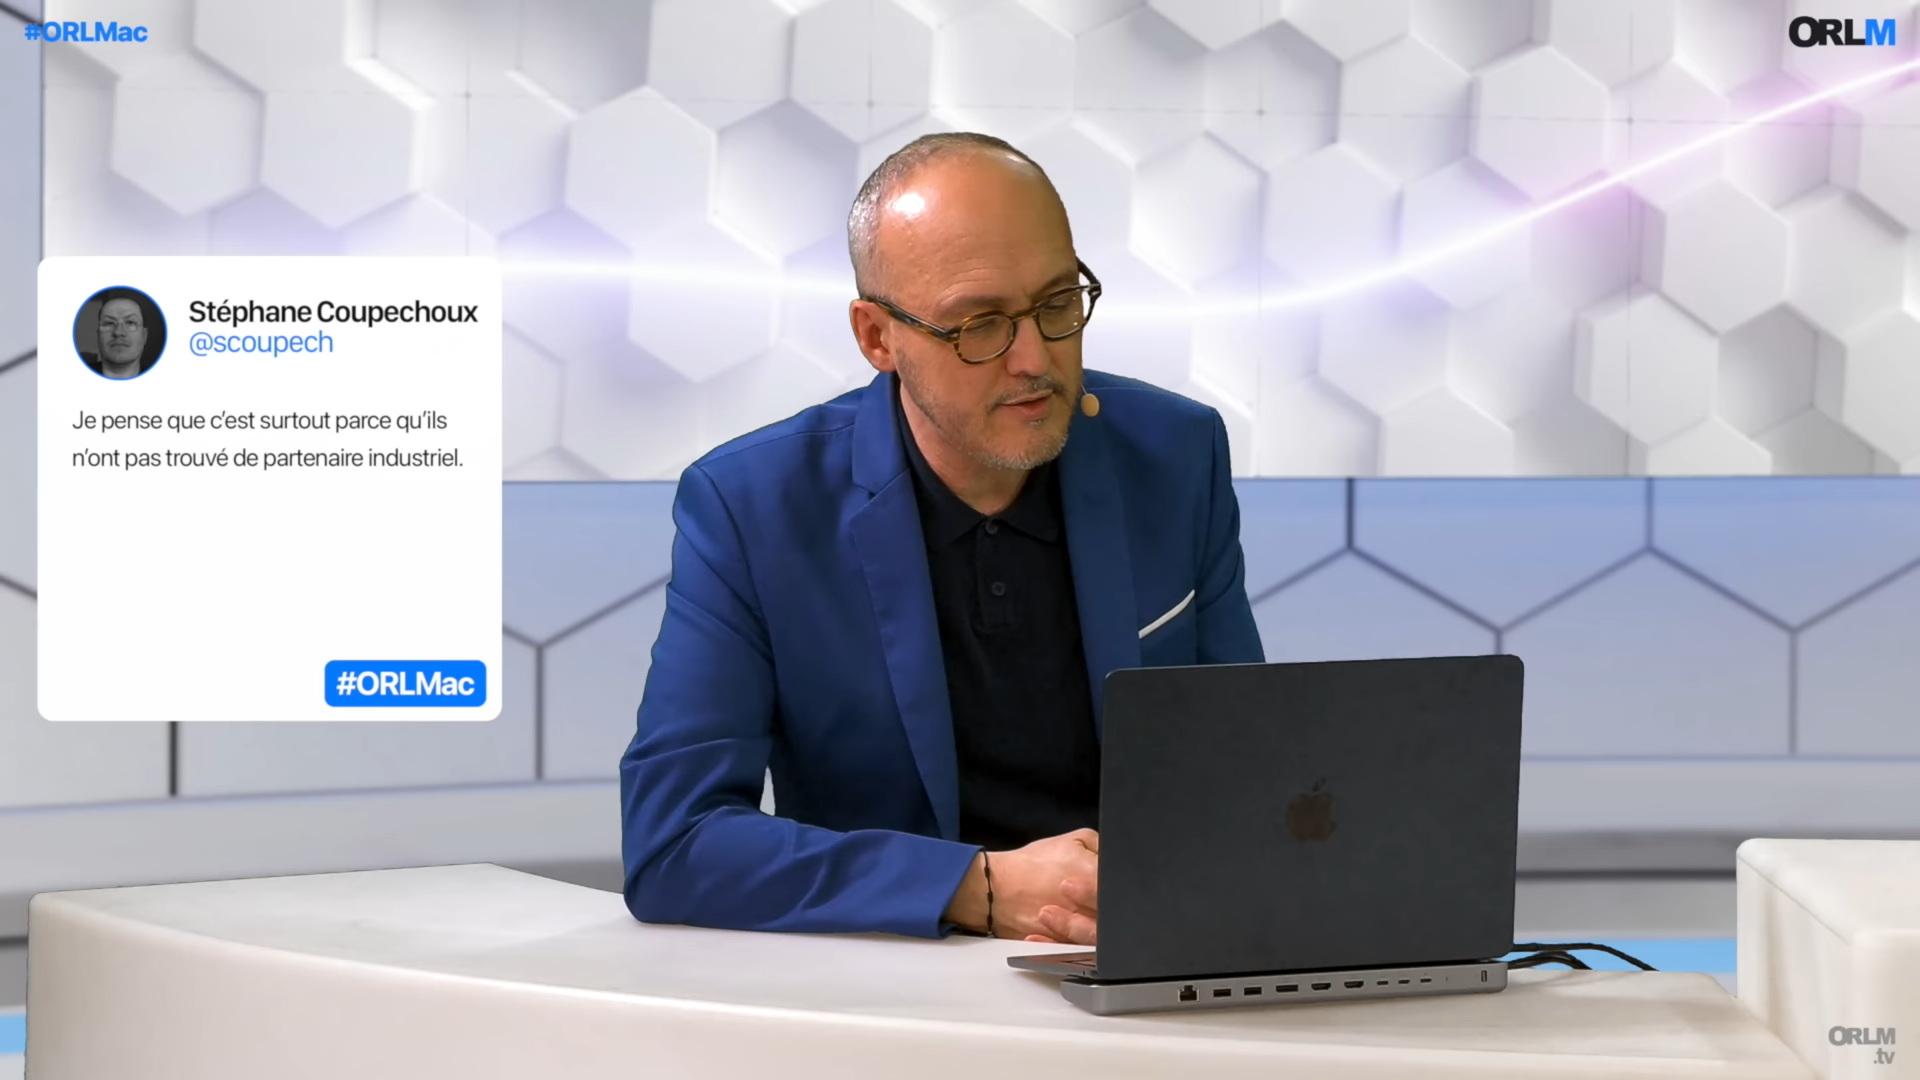 #ORLMac
ORLM
Stéphane Coupechoux
@scoupech
Je pense que c’est surtout parce qu’ils
n’ont pas trouvé de partenaire industriel.
#ORLMac
ORLM
.tv